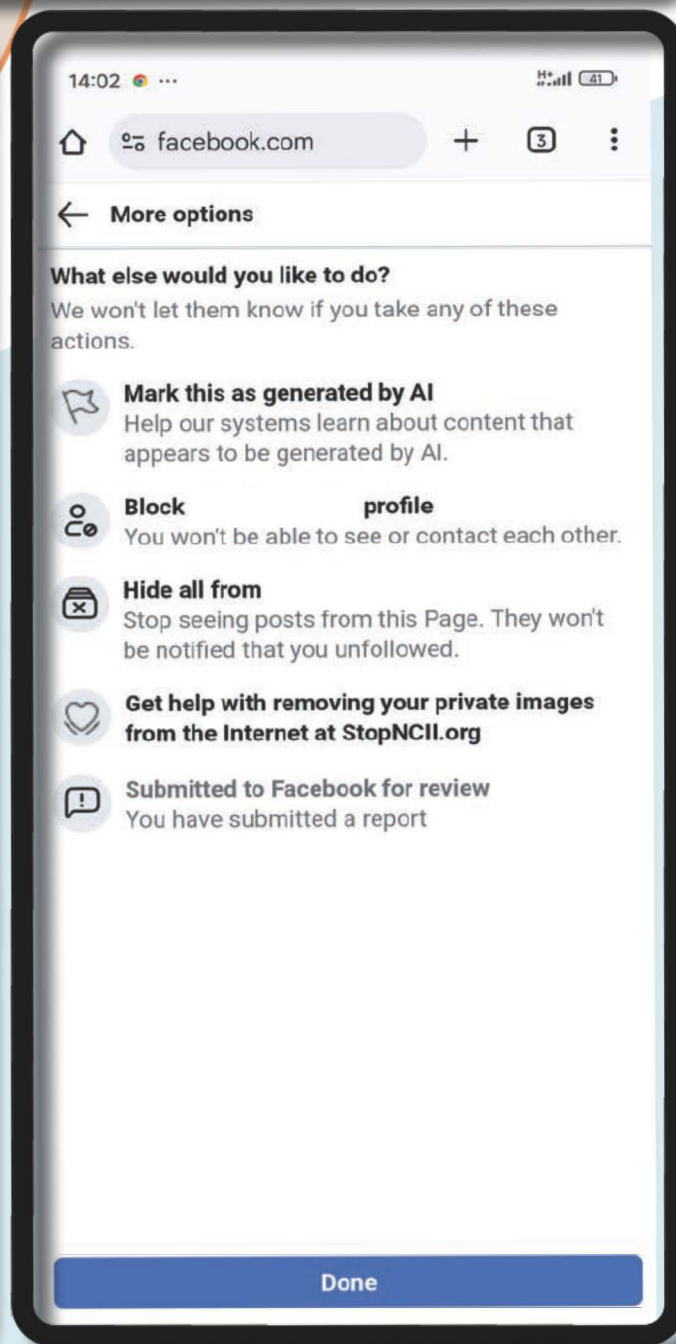 14:02 ...
H+ 41
facebook.com
3
More options
What else would you like to do?
We won't let them know if you take any of these
actions.
Mark this as generated by AI
Help our systems learn about content that
appears to be generated by AI.
Block profile
You won't be able to see or contact each other.
Hide all from
Stop seeing posts from this Page. They won't
be notified that you unfollowed.
Get help with removing your private images
from the Internet at StopNCII.org
Submitted to Facebook for review
You have submitted a report
Done